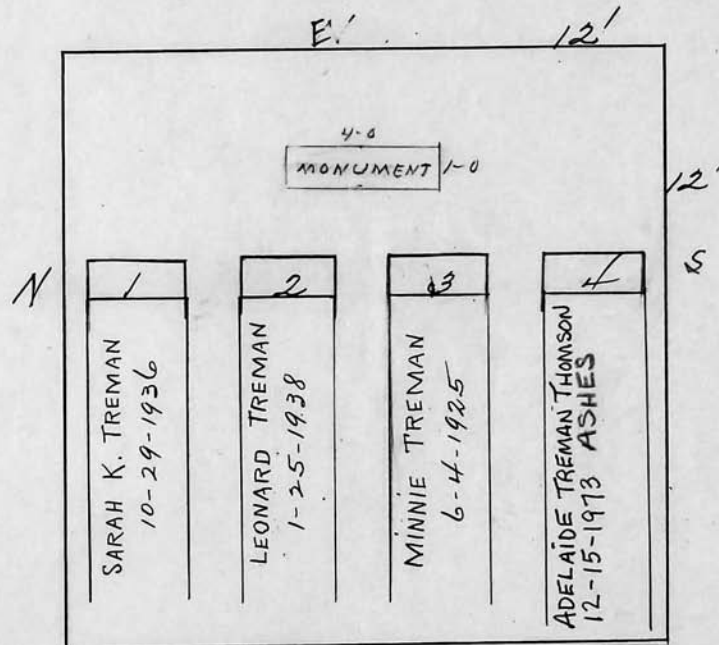 E
12'
4-0
MONUMENT
1-0
12'
N
S
1
2
3
4
SARAH K. TREMAN
10-29-1936
LEONARD TREMAN
1-25-1938
MINNIE TREMAN
6-4-1925
ADELAIDE TREMAN THOMSON
12-15-1973 ASHES